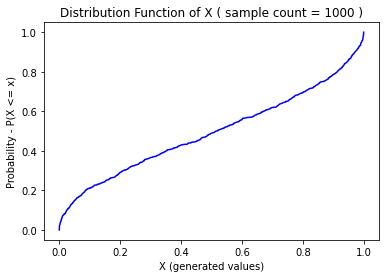 Distribution Function of X ( sample count = 1000 )
Probability - P(X <= x)
1.0
0.8
0.6
0.4
0.2
0.0
0.0 0.2 0.4 0.6 0.8 1.0
X (generated values)